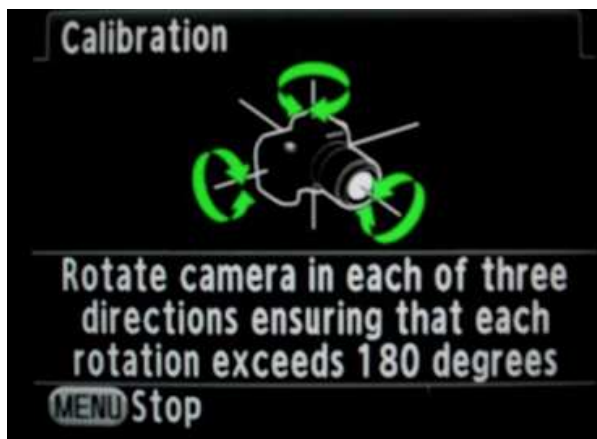 Calibration
Rotate camera in each of three
directions ensuring that each
rotation exceeds 180 degrees
MENU Stop